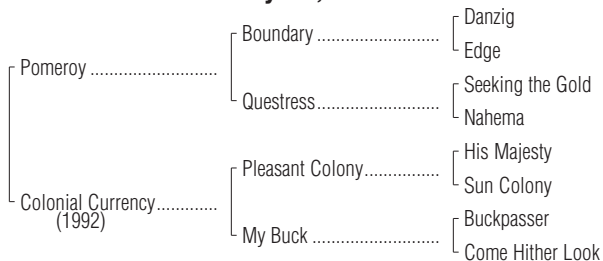 Danzig
Boundary ........................
Edge
Pomeroy .........................
Seeking the Gold
Questress........................
Nahema
His Majesty
Pleasant Colony...............
Sun Colony
Colonial Currency............
(1992)
Buckpasser
My Buck .........................
Come Hither Look